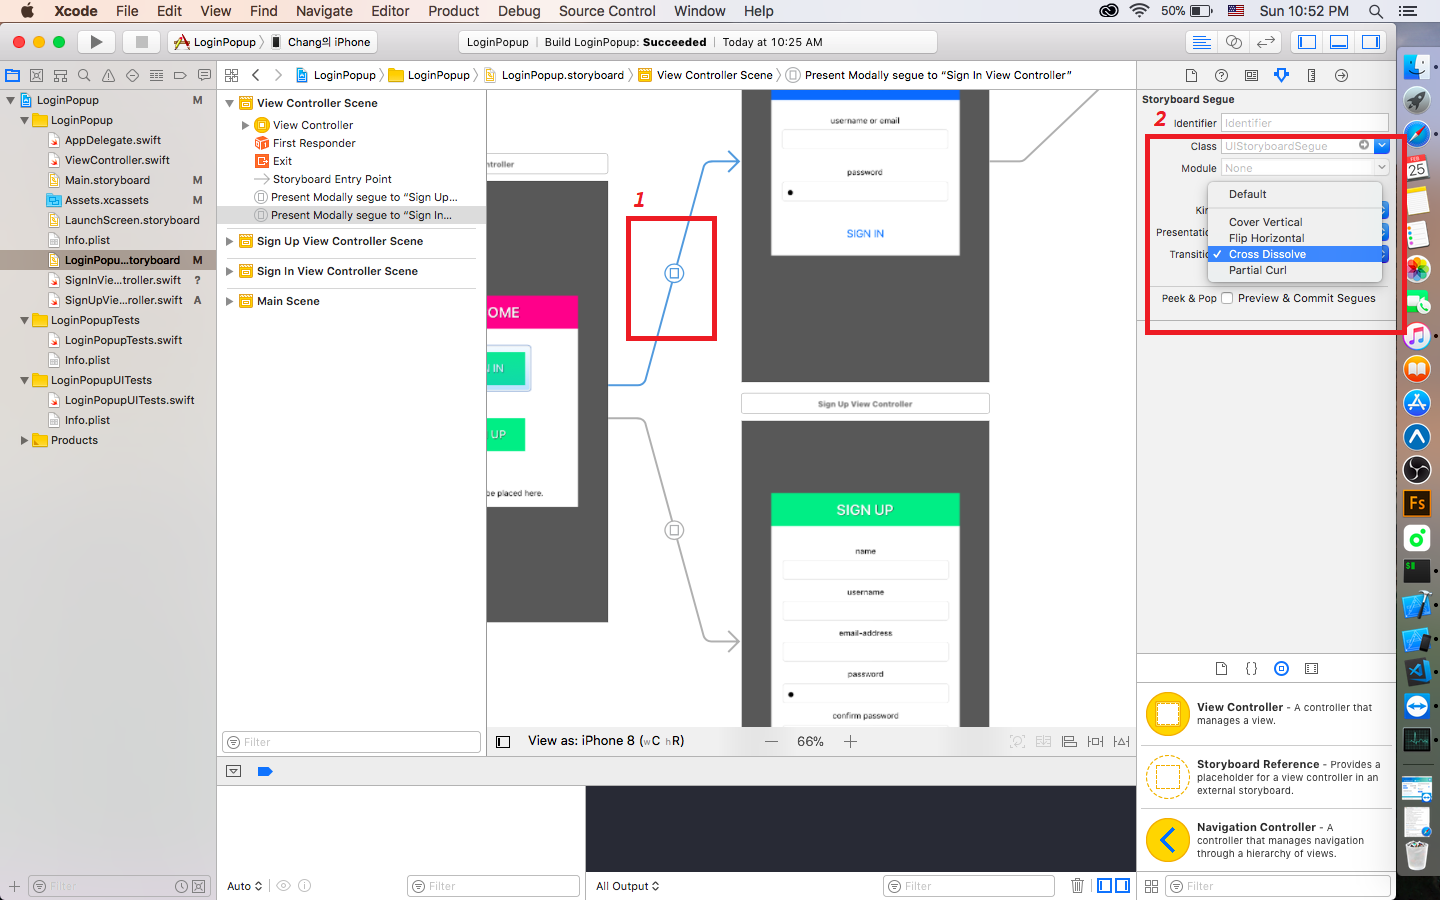 Xcode File Edit View Find Navigate Editor Product Debug Source Control Window Help
50% Sun 10:52 PM
LoginPopup Chang의 iPhone
LoginPopup Build LoginPopup: Succeeded Today at 10:25 AM
LoginPopup LoginPopup LoginPopup.storyboard View Controller Scene Present Modally segue to “Sign In View Controller”
LoginPopup M
LoginPopup
AppDelegate.swift
ViewController.swift
Main.storyboard M
Assets.xcassets M
LaunchScreen.storyboard
Info.plist
LoginPopu...toryboard M
SignInVie...troller.swift ?
SignUpVie...roller.swift A
LoginPopupTests
LoginPopupTests.swift
Info.plist
LoginPopupUITests
LoginPopupUITests.swift
Info.plist
Products
Filter
View Controller Scene
View Controller
First Responder
Exit
Storyboard Entry Point
Present Modally segue to “Sign Up...
Present Modally segue to “Sign In...
Sign Up View Controller Scene
Sign In View Controller Scene
Main Scene
Filter
ntroller
OME
IN
UP
be placed here.
1
username or email
password
SIGN IN
Sign Up View Controller
SIGN UP
name
username
email-address
password
confirm password
View as: iPhone 8 (wC hR)
66%
Auto
Filter
All Output
Filter
Storyboard Segue
2
Identifier Identifier
Class UIStoryboardSegue
Module None
Default
Kin
Cover Vertical
Presentatio
Flip Horizontal
Transitio ✓ Cross Dissolve
Partial Curl
Peek & Pop Preview & Commit Segues
View Controller - A controller that
manages a view.
Storyboard Reference - Provides a
placeholder for a view controller in an
external storyboard.
Navigation Controller - A
controller that manages navigation
through a hierarchy of views.
Filter
FEB
25
Fs